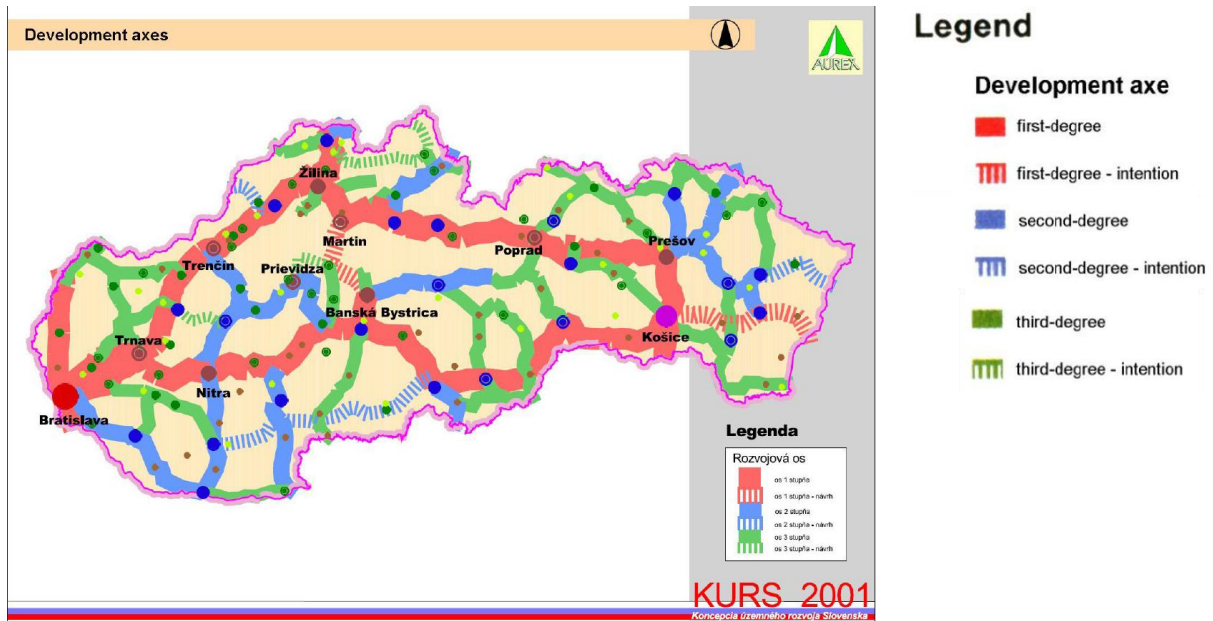 Development axes
AUREX
Žilina
Martin
Poprad
Prešov
Trenčín
Prievidza
Banská Bystrica
Košice
Trnava
Nitra
Bratislava
Legenda
Rozvojová os
os 1 stupňa
os 1 stupňa - návrh
os 2 stupňa
os 2 stupňa - návrh
os 3 stupňa
os 3 stupňa - návrh
KURS 2001
Koncepcia územného rozvoja Slovenska
Legend
Development axe
first-degree
first-degree - intention
second-degree
second-degree - intention
third-degree
third-degree - intention